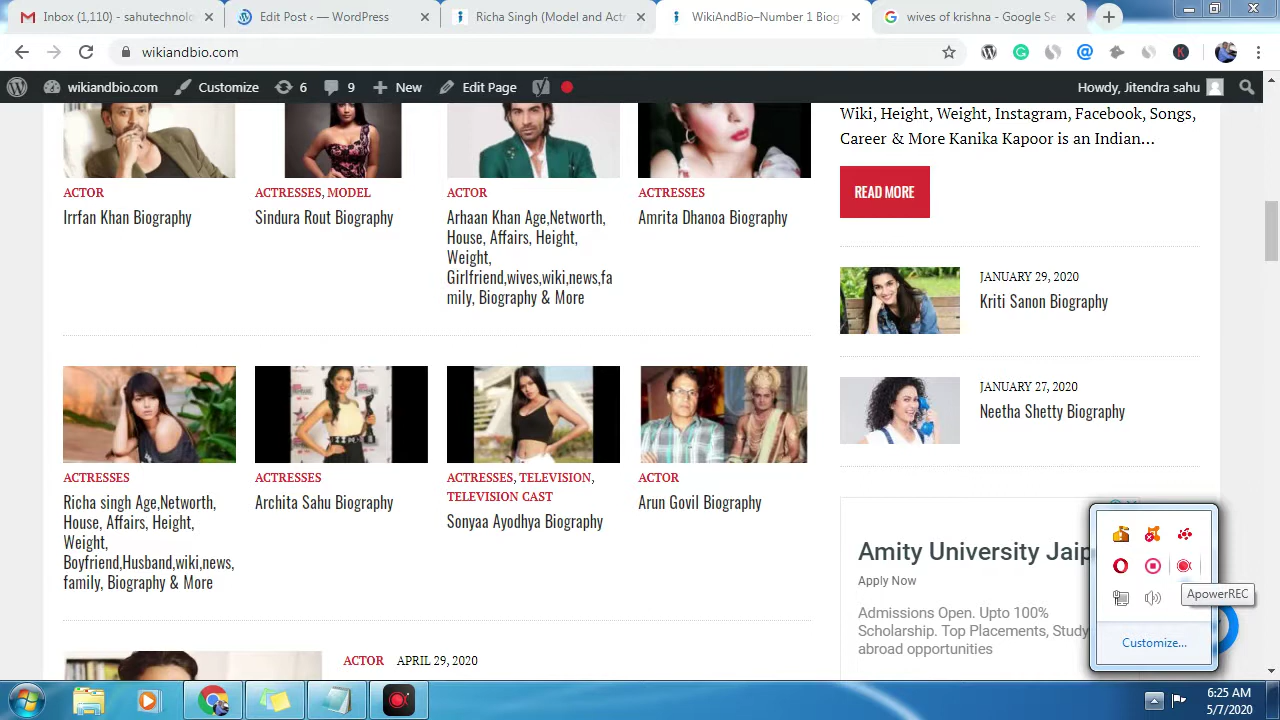 Inbox (1,110) - sahutechnol
Edit Post ‹ — WordPress
Richa Singh (Model and Actr
WikiAndBio–Number 1 Biog
wives of krishna - Google Se
wikiandbio.com
wikiandbio.com
Customize
6
9
New
Edit Page
Howdy, Jitendra sahu
ACTOR
Irrfan Khan Biography
ACTRESSES, MODEL
Sindura Rout Biography
ACTOR
Arhaan Khan Age,Networth,
House, Affairs, Height,
Weight,
Girlfriend,wives,wiki,news,fa
mily, Biography & More
ACTRESSES
Amrita Dhanoa Biography
ACTRESSES
Richa singh Age,Networth,
House, Affairs, Height,
Weight,
Boyfriend,Husband,wiki,news,
family, Biography & More
ACTRESSES
Archita Sahu Biography
ACTRESSES, TELEVISION,
TELEVISION CAST
Sonyaa Ayodhya Biography
ACTOR
Arun Govil Biography
ACTOR APRIL 29, 2020
Wiki, Height, Weight, Instagram, Facebook, Songs,
Career & More Kanika Kapoor is an Indian...
READ MORE
JANUARY 29, 2020
Kriti Sanon Biography
JANUARY 27, 2020
Neetha Shetty Biography
Amity University Jaip
Apply Now
Admissions Open. Upto 100%
Scholarship. Top Placements, Study
abroad opportunities
ApowerREC
Customize...
6:25 AM
5/7/2020